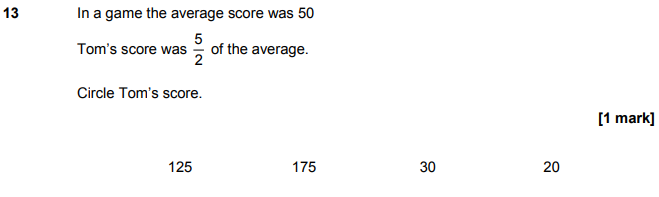 13 In a game the average score was 50
Tom's score was 5/2 of the average.
Circle Tom's score.
[1 mark]
125 175 30 20